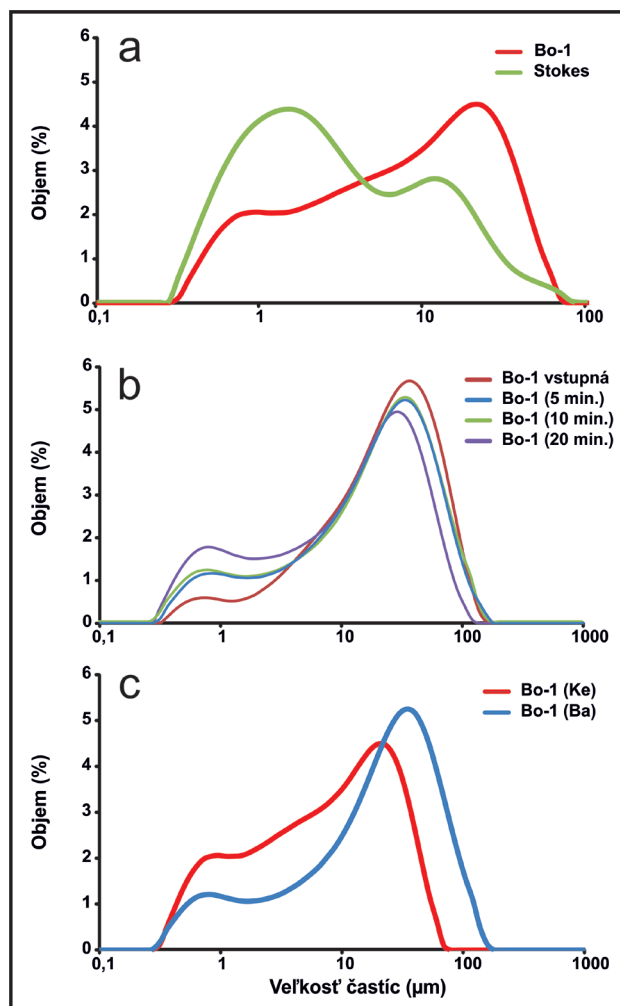 a
Bo-1
Stokes
Objem (%)
6
5
4
3
2
1
0
0,1 1 10 100
b
Bo-1 vstupná
Bo-1 (5 min.)
Bo-1 (10 min.)
Bo-1 (20 min.)
Objem (%)
6
5
4
3
2
1
0
0,1 1 10 100 1000
c
Bo-1 (Ke)
Bo-1 (Ba)
Objem (%)
6
5
4
3
2
1
0
0,1 1 10 100 1000
Veľkosť častíc (µm)